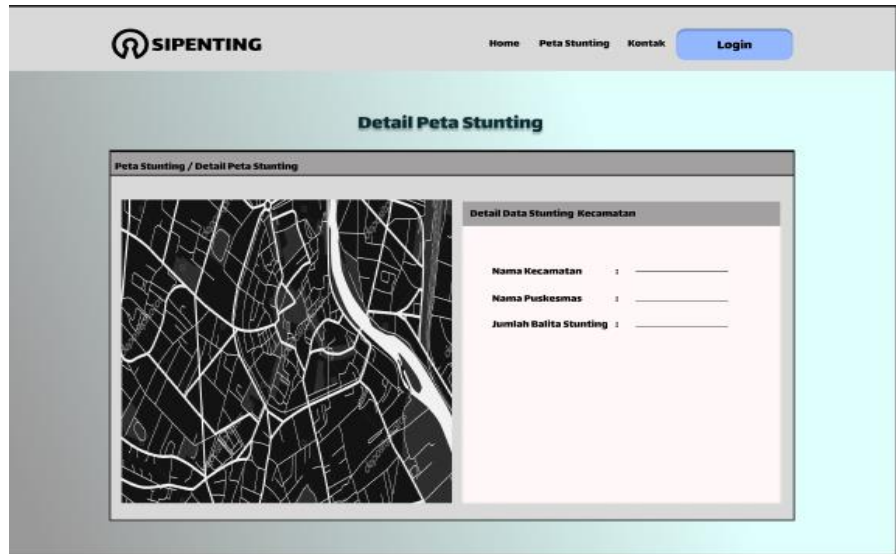 SIPENTING
Home Peta Stunting Kontak Login
Detail Peta Stunting
Peta Stunting / Detail Peta Stunting
Detail Data Stunting Kecamatan
Nama Kecamatan :
Nama Puskesmas :
Jumlah Balita Stunting :